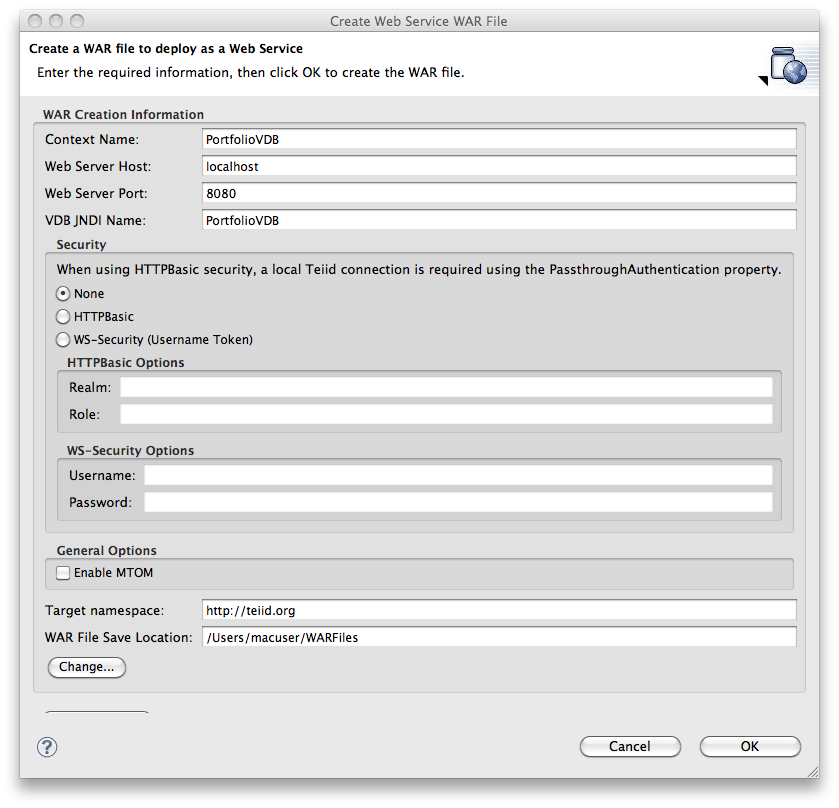 Create Web Service WAR File
Create a WAR file to deploy as a Web Service
Enter the required information, then click OK to create the WAR file.
WAR Creation Information
Context Name: PortfolioVDB
Web Server Host: localhost
Web Server Port: 8080
VDB JNDI Name: PortfolioVDB
Security
When using HTTPBasic security, a local Teiid connection is required using the PassthroughAuthentication property.
None
HTTPBasic
WS-Security (Username Token)
HTTPBasic Options
Realm:
Role:
WS-Security Options
Username:
Password:
General Options
Enable MTOM
Target namespace: http://teiid.org
WAR File Save Location: /Users/macuser/WARFiles
Change...
?
Cancel OK